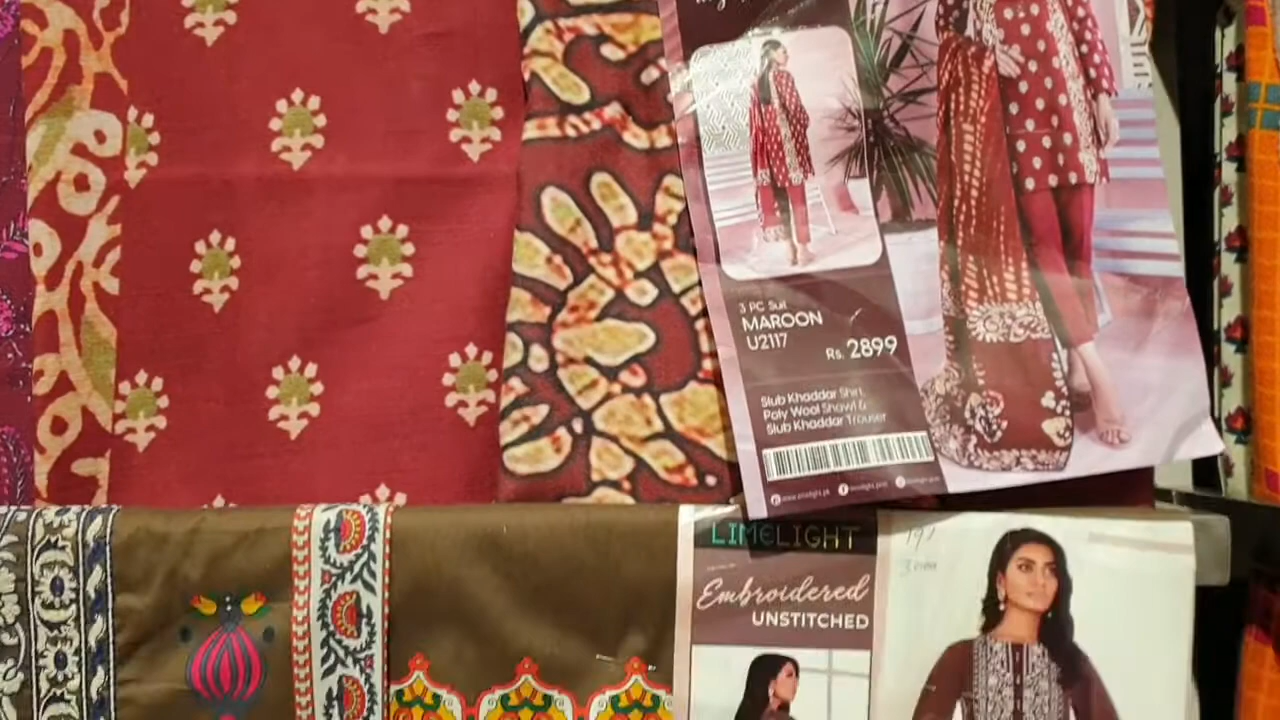 3 PC Suit
MAROON
U2117
Rs. 2899
Slub Khaddar Shirt,
Poly Wool Shawl &
Slub Khaddar Trouser
LIMELIGHT
Embroidered
UNSTITCHED